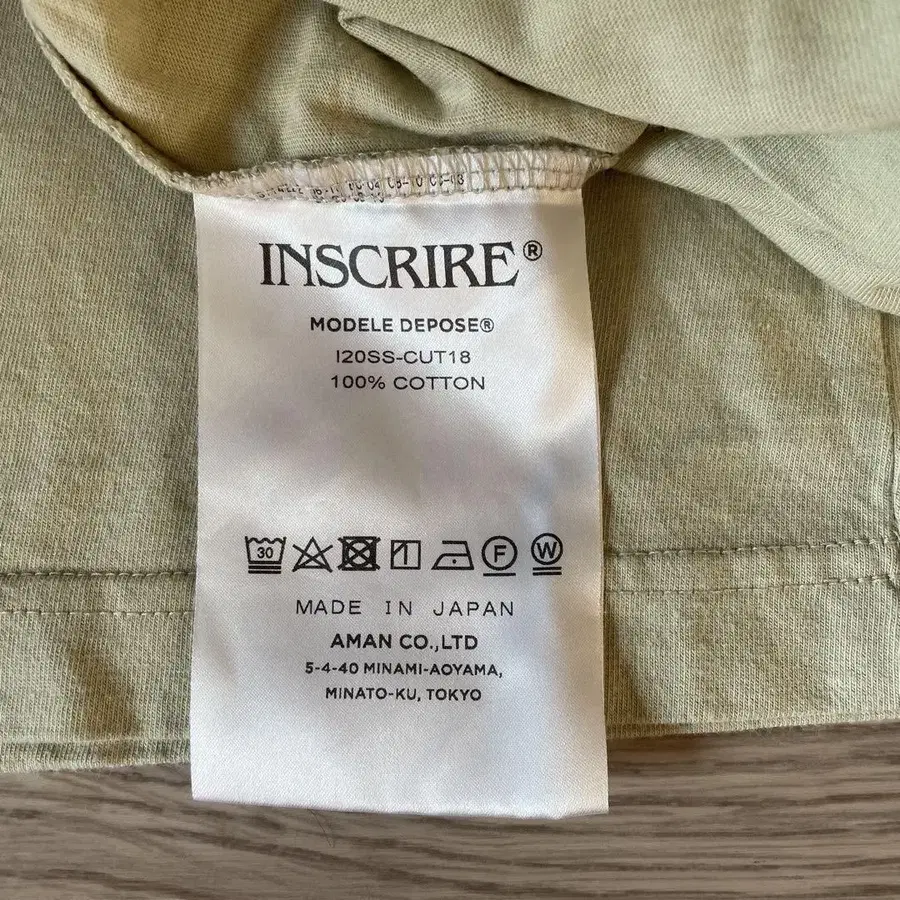 INSCRIRE®
MODELE DEPOSE®
I20SS-CUT18
100% COTTON
30 F W
MADE IN JAPAN
AMAN CO.,LTD
5-4-40 MINAMI-AOYAMA,
MINATO-KU, TOKYO